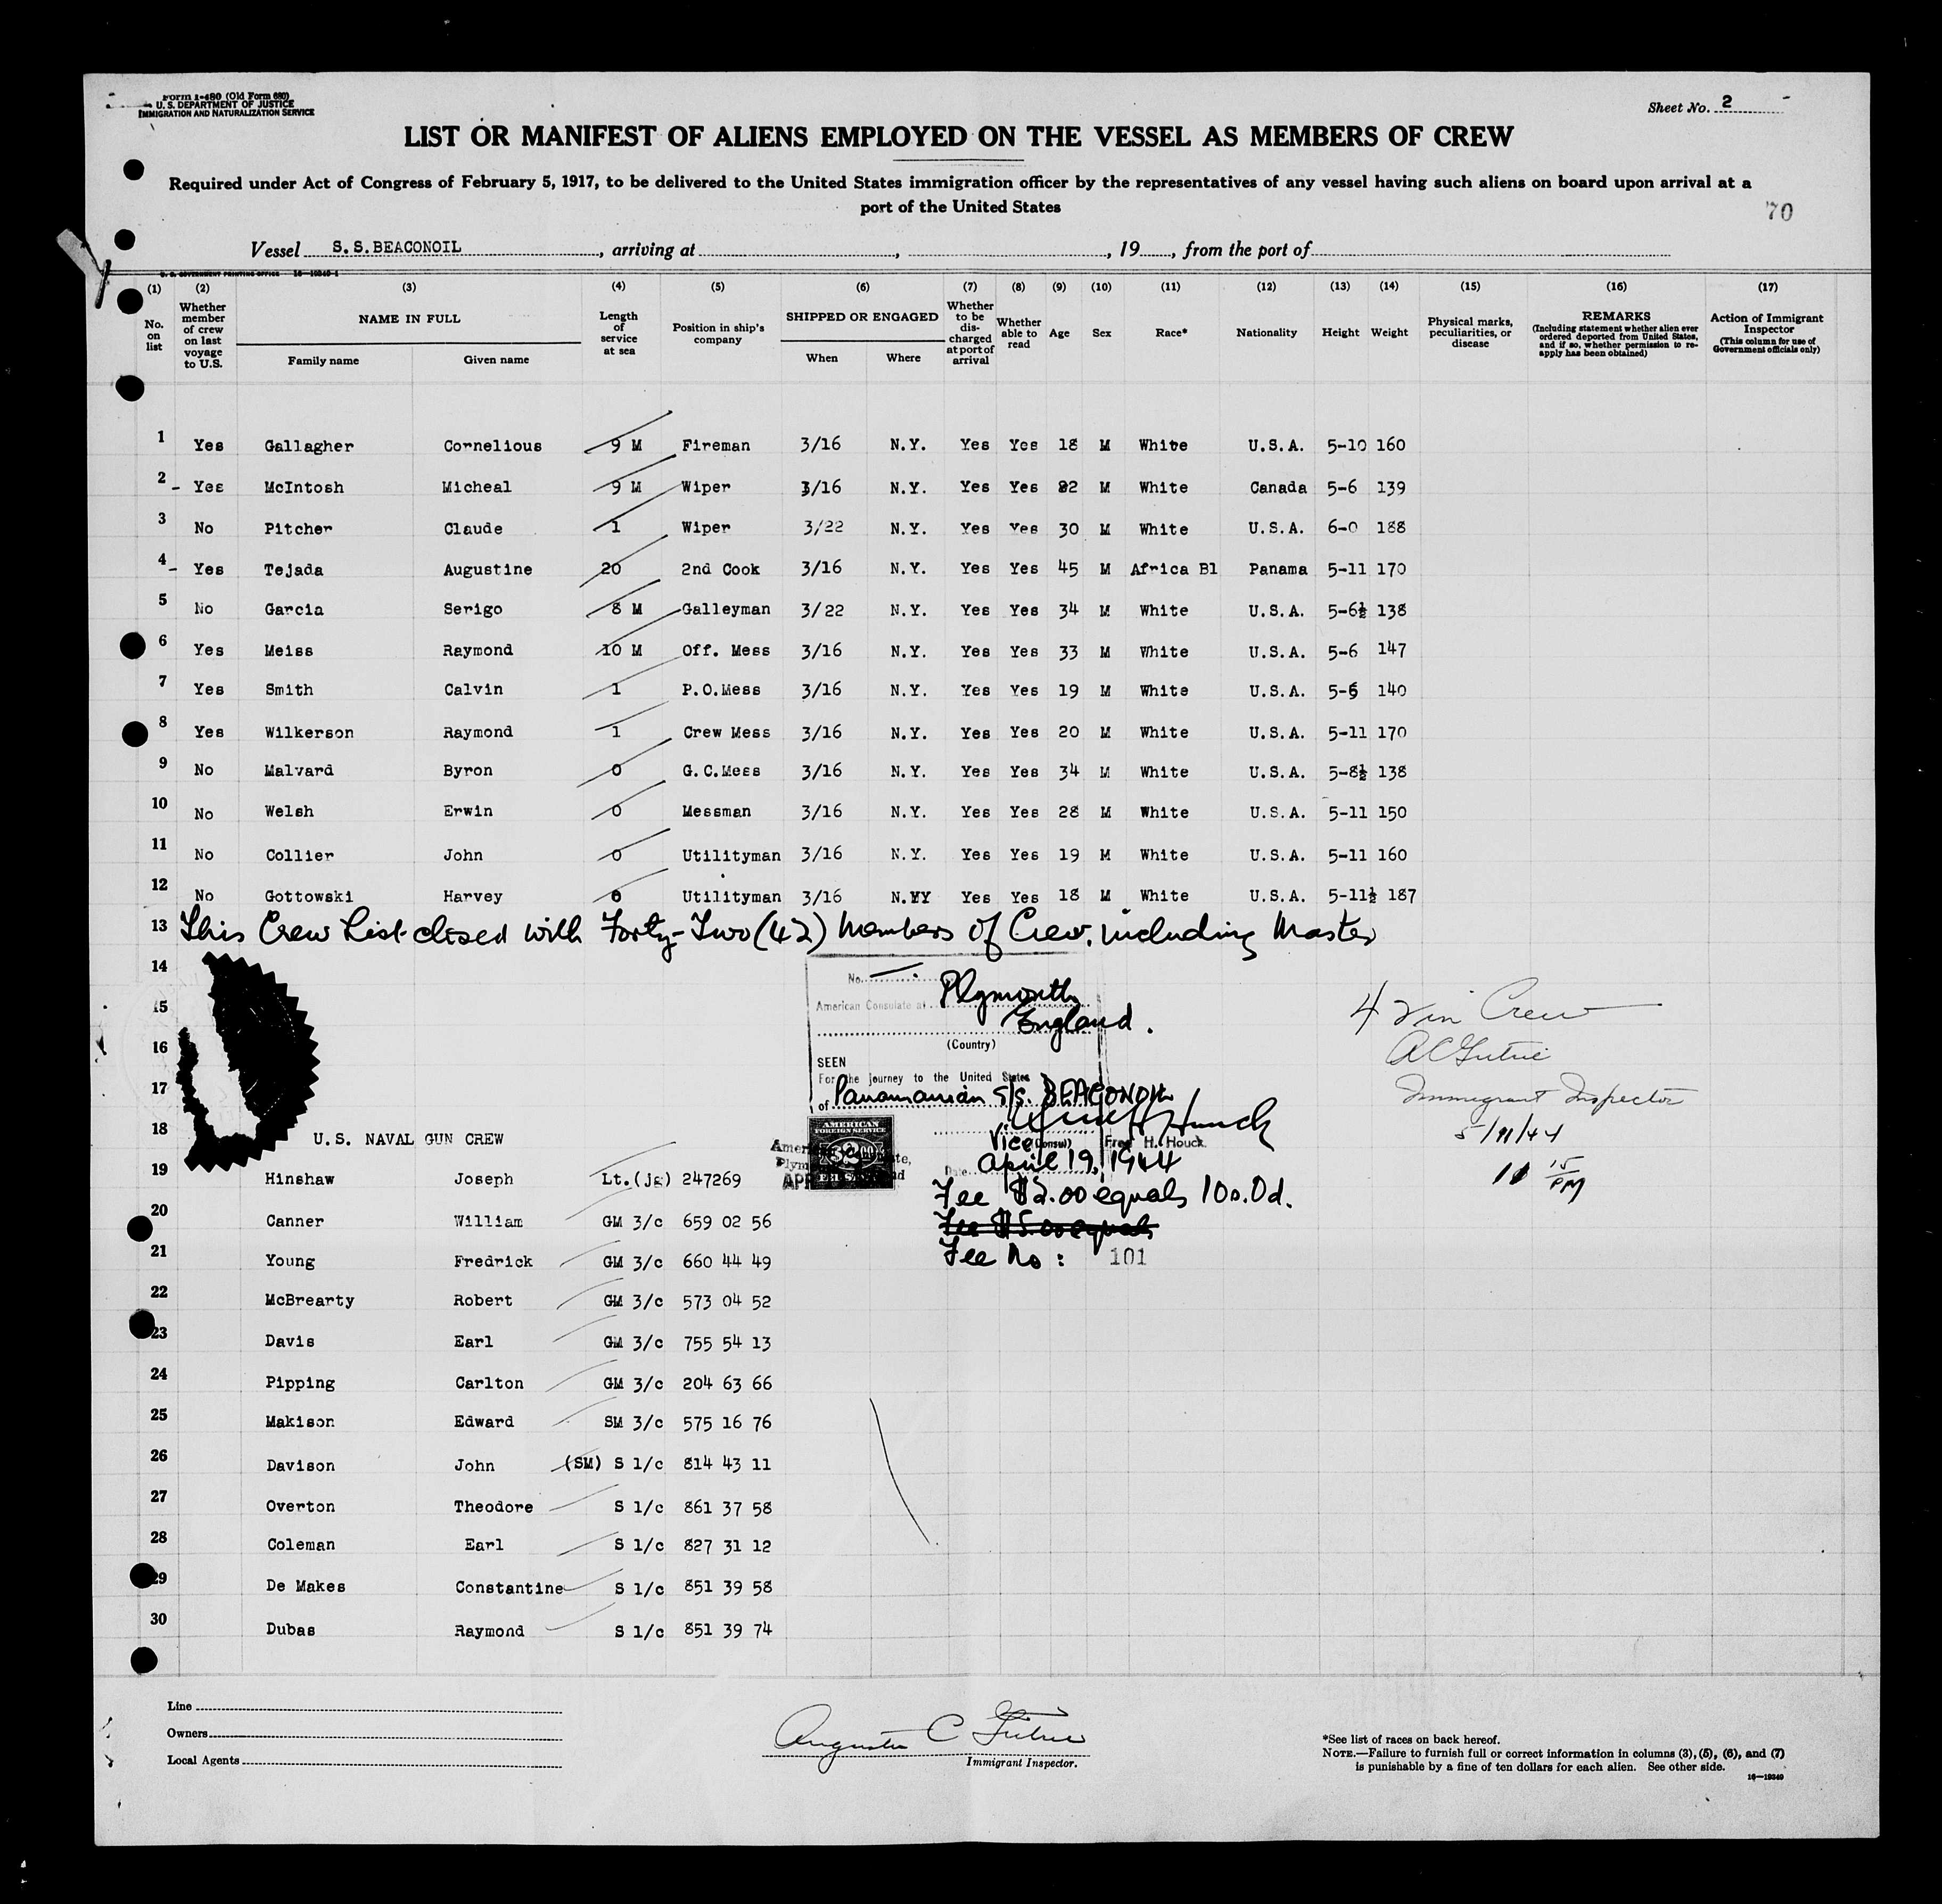 Form I-480 (Old Form 680)
U. S. DEPARTMENT OF JUSTICE
IMMIGRATION AND NATURALIZATION SERVICE
Sheet No. 2
LIST OR MANIFEST OF ALIENS EMPLOYED ON THE VESSEL AS MEMBERS OF CREW
Required under Act of Congress of February 5, 1917, to be delivered to the United States immigration officer by the representatives of any vessel having such aliens on board upon arrival at a
port of the United States
70
Vessel S.S.BEACONOIL, arriving at , , 19 , from the port of
U. S. GOVERNMENT PRINTING OFFICE 16-19349-1
(1) (2) (3) (4) (5) (6) (7) (8) (9) (10) (11) (12) (13) (14) (15) (16) (17)
No. on list
Whether member of crew on last voyage to U.S.
NAME IN FULL
Family name Given name
Length of service at sea
Position in ship's company
SHIPPED OR ENGAGED
When Where
Whether to be discharged at port of arrival
Whether able to read
Age
Sex
Race*
Nationality
Height
Weight
Physical marks, peculiarities, or disease
REMARKS
(Including statement whether alien ever ordered deported from United States, and if so, whether permission to re-apply has been obtained)
Action of Immigrant Inspector
(This column for use of Government officials only)
1 Yes Gallagher Cornelious 9 M Fireman 3/16 N.Y. Yes Yes 18 M White U.S.A. 5-10 160
2 - Yes McIntosh Micheal 9 M Wiper 3/16 N.Y. Yes Yes 22 M White Canada 5-6 139
3 No Pitcher Claude 1 Wiper 3/22 N.Y. Yes Yes 30 M White U.S.A. 6-0 188
4 - Yes Tejada Augustine 20 2nd Cook 3/16 N.Y. Yes Yes 45 M Africa Bl Panama 5-11 170
5 No Garcia Serigo 8 M Galleyman 3/22 N.Y. Yes Yes 34 M White U.S.A. 5-6½ 138
6 Yes Meiss Raymond 10 M Off. Mess 3/16 N.Y. Yes Yes 33 M White U.S.A. 5-6 147
7 Yes Smith Calvin 1 P.O.Mess 3/16 N.Y. Yes Yes 19 M White U.S.A. 5-6 140
8 Yes Wilkerson Raymond 1 Crew Mess 3/16 N.Y. Yes Yes 20 M White U.S.A. 5-11 170
9 No Malvard Byron 0 G.C.Mess 3/16 N.Y. Yes Yes 34 M White U.S.A. 5-8½ 138
10 No Welsh Erwin 0 Messman 3/16 N.Y. Yes Yes 28 M White U.S.A. 5-11 150
11 No Collier John 0 Utilityman 3/16 N.Y. Yes Yes 19 M White U.S.A. 5-11 160
12 No Gottowski Harvey 0 Utilityman 3/16 N.YY Yes Yes 18 M White U.S.A. 5-11½ 187
13 This Crew List closed with Forty-Two (42) Members of Crew, including Master
14
No.
15 American Consulate at Plymouth
England.
16 (Country)
SEEN
17 For the journey to the United States
of Panamanian S/S. BEACONOIL
18 U.S. NAVAL GUN CREW
AMERICAN
FOREIGN SERVICE
Vice (Consul) Fred H. Houck.
Date April 19, 1944
Fee $2.00 equals 10s.0d.
Fee $5.00 equals
Fee No: 101
4 in Crew
Immigrant Inspector
5/11/44
11 15 PM
19 Hinshaw Joseph Lt.(jg) 247269
20 Canner William GM 3/c 659 02 56
21 Young Fredrick GM 3/c 660 44 49
22 McBrearty Robert GM 3/c 573 04 52
23 Davis Earl GM 3/c 755 54 13
24 Pipping Carlton GM 3/c 204 63 66
25 Makison Edward SM 3/c 575 16 76
26 Davison John (SM) S 1/c 814 43 11
27 Overton Theodore S 1/c 861 37 58
28 Coleman Earl S 1/c 827 31 12
29 De Makes Constantine S 1/c 851 39 58
30 Dubas Raymond S 1/c 851 39 74
Line
Owners
Local Agents
Immigrant Inspector.
*See list of races on back hereof.
NOTE.—Failure to furnish full or correct information in columns (3), (5), (6), and (7)
is punishable by a fine of ten dollars for each alien. See other side.
16—19349